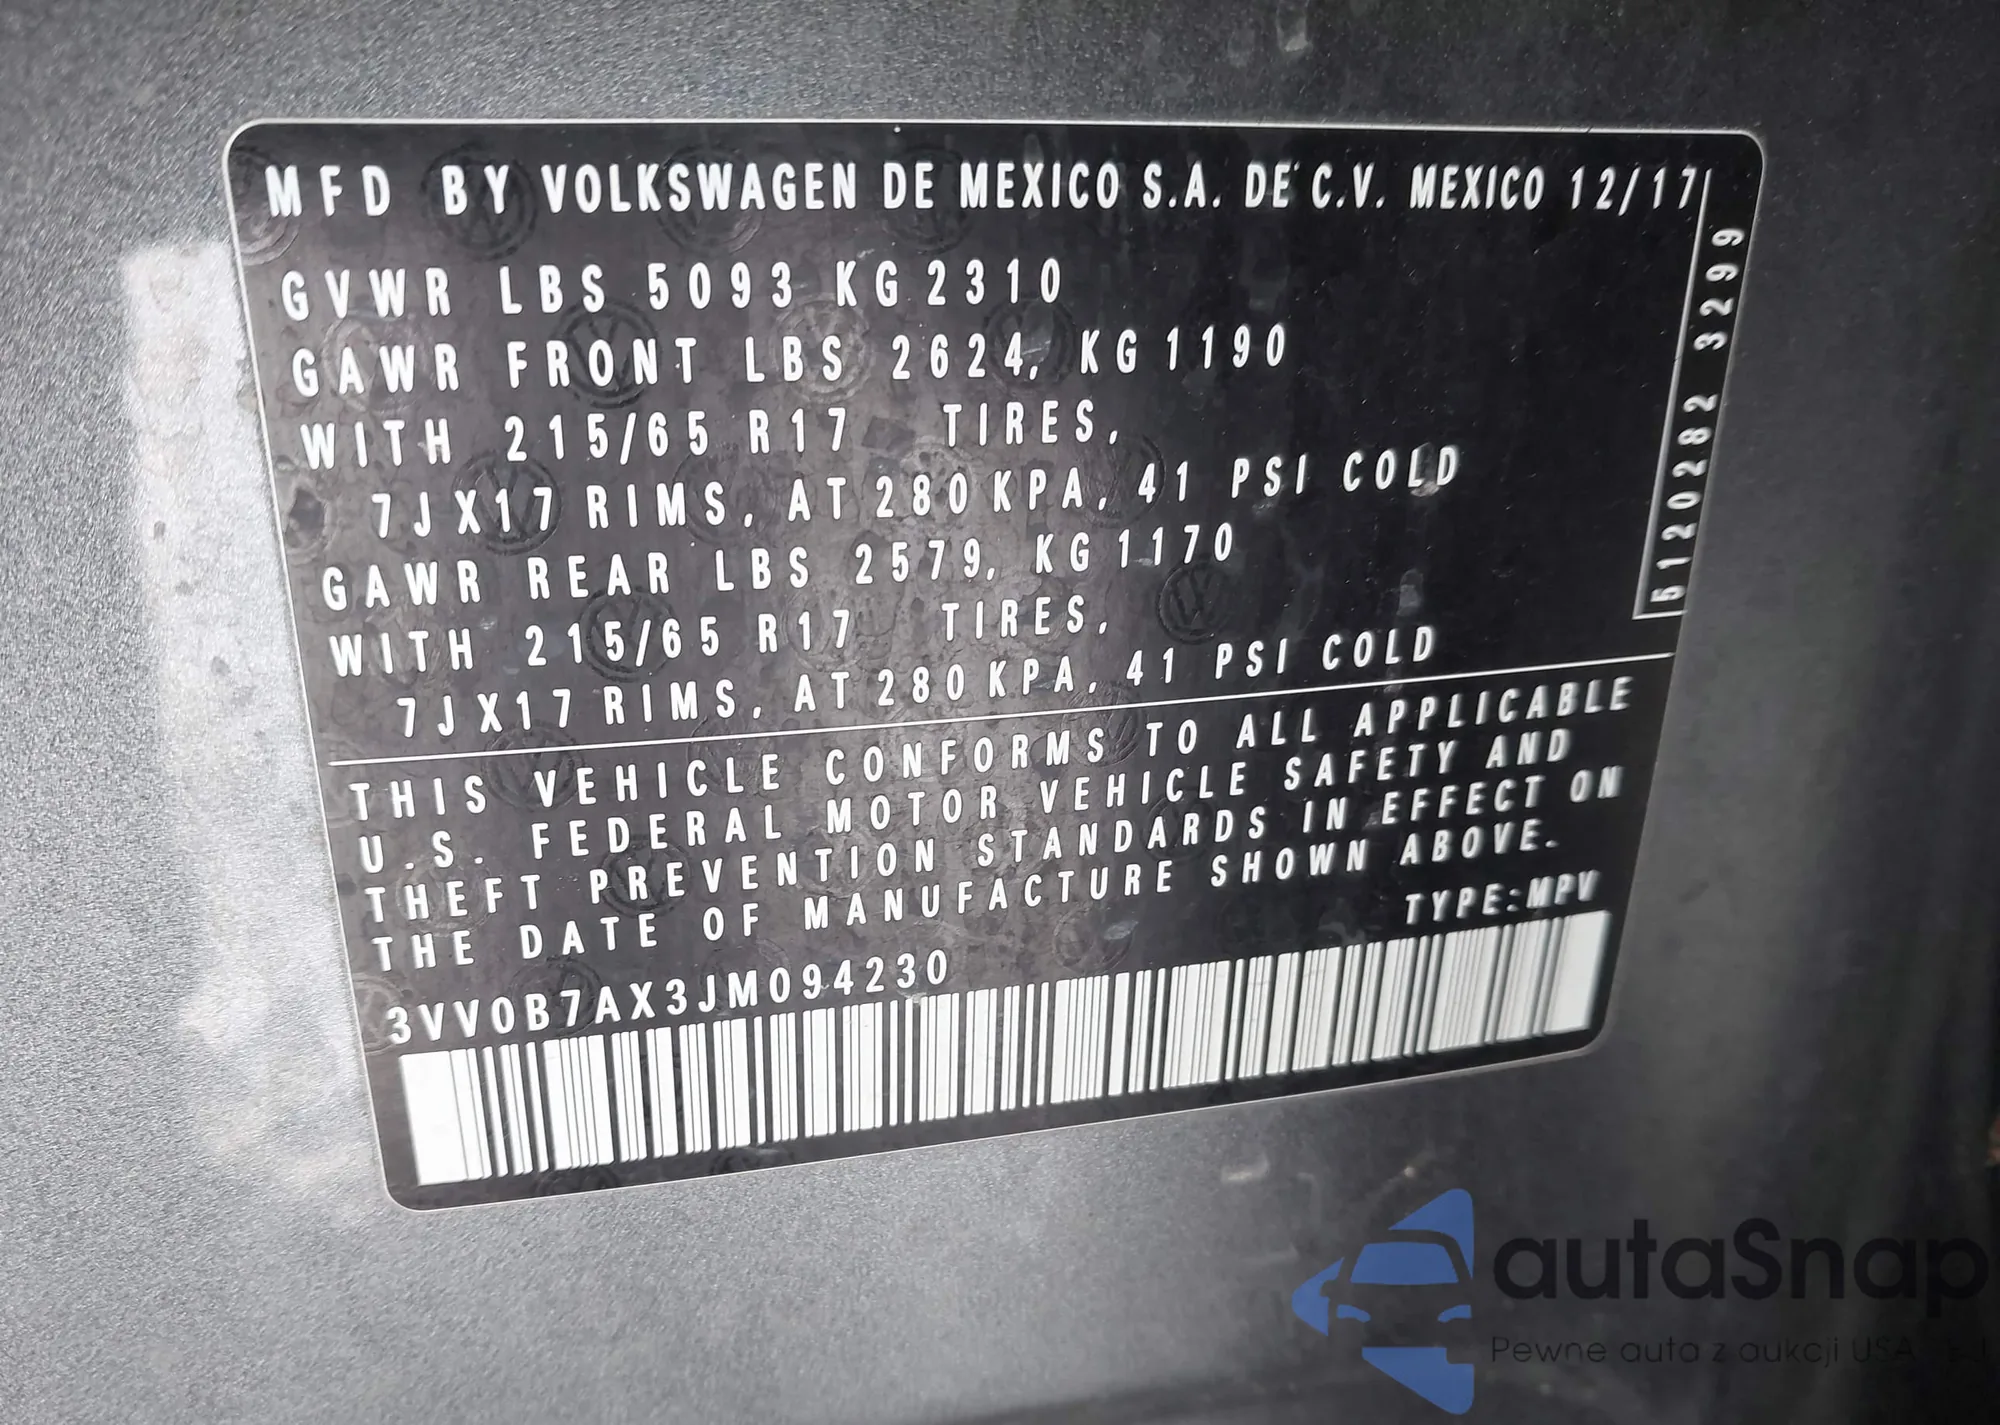 MFD BY VOLKSWAGEN DE MEXICO S.A. DE C.V. MEXICO 12/17
GVWR LBS 5093 KG 2310
GAWR FRONT LBS 2624, KG 1190
WITH 215/65 R17 TIRES,
7JX17 RIMS, AT 280 KPA, 41 PSI COLD
GAWR REAR LBS 2579, KG 1170
WITH 215/65 R17 TIRES,
7JX17 RIMS, AT 280 KPA, 41 PSI COLD
5120282 3299
THIS VEHICLE CONFORMS TO ALL APPLICABLE
U.S. FEDERAL MOTOR VEHICLE SAFETY AND
THEFT PREVENTION STANDARDS IN EFFECT ON
THE DATE OF MANUFACTURE SHOWN ABOVE.
TYPE:MPV
3VV0B7AX3JM094230
autaSnap
Pewne auta z aukcji USA